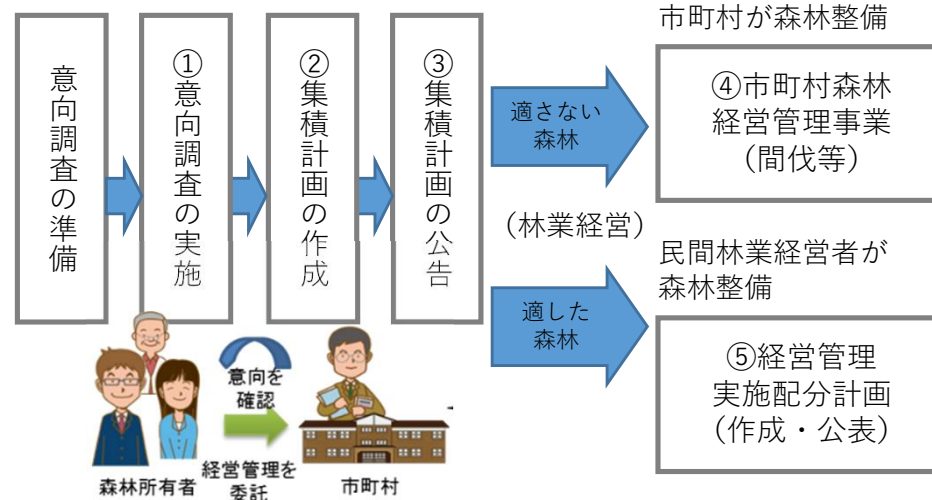 意向調査の準備
①意向調査の実施
②集積計画の作成
③集積計画の公告
適さない
森林
(林業経営)
適した
森林
市町村が森林整備
④市町村森林
経営管理事業
(間伐等)
民間林業経営者が
森林整備
⑤経営管理
実施配分計画
(作成・公表)
意向を
確認
経営管理を
委託
森林所有者
市町村